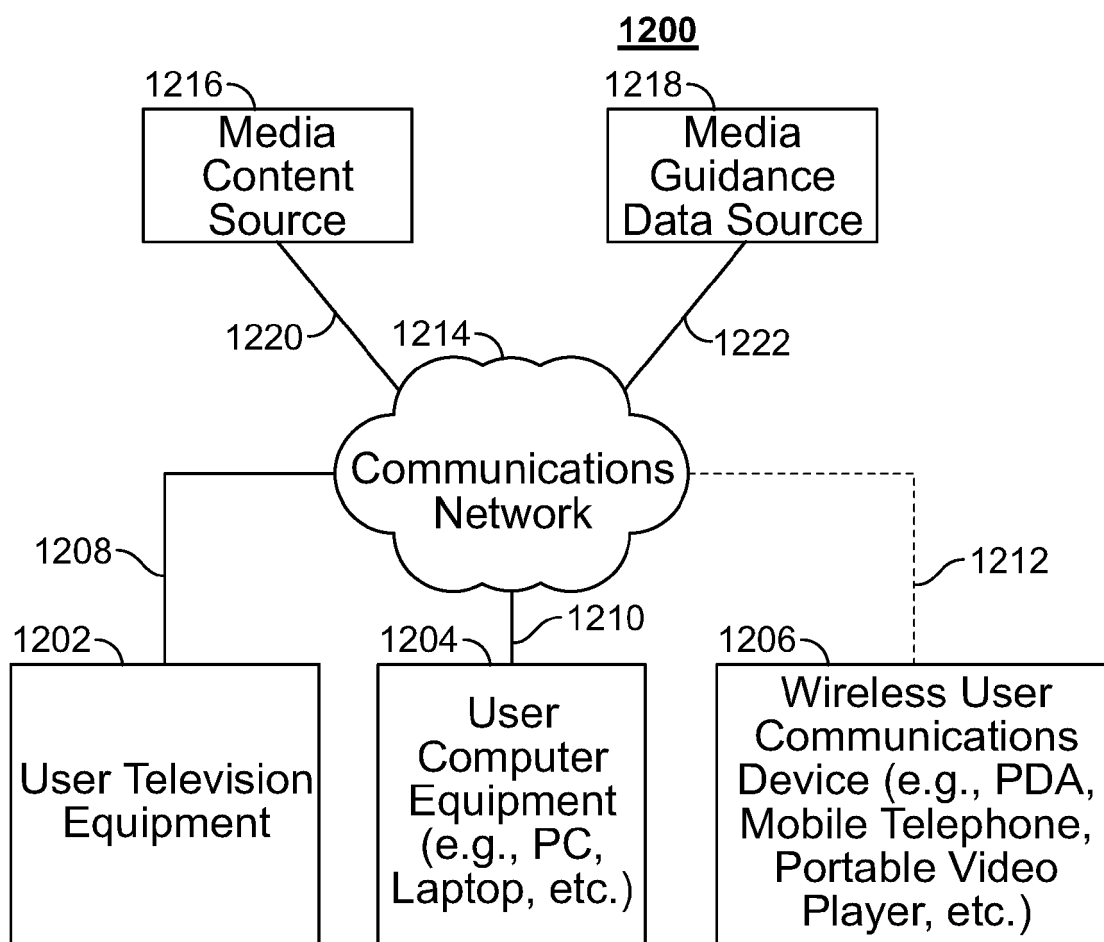 1200
1216
Media
Content
Source
1218
Media
Guidance
Data Source
1220
1214
1222
Communications
Network
1208
1212
1210
1202
User Television
Equipment
1204
User
Computer
Equipment
(e.g., PC,
Laptop, etc.)
1206
Wireless User
Communications
Device (e.g., PDA,
Mobile Telephone,
Portable Video
Player, etc.)